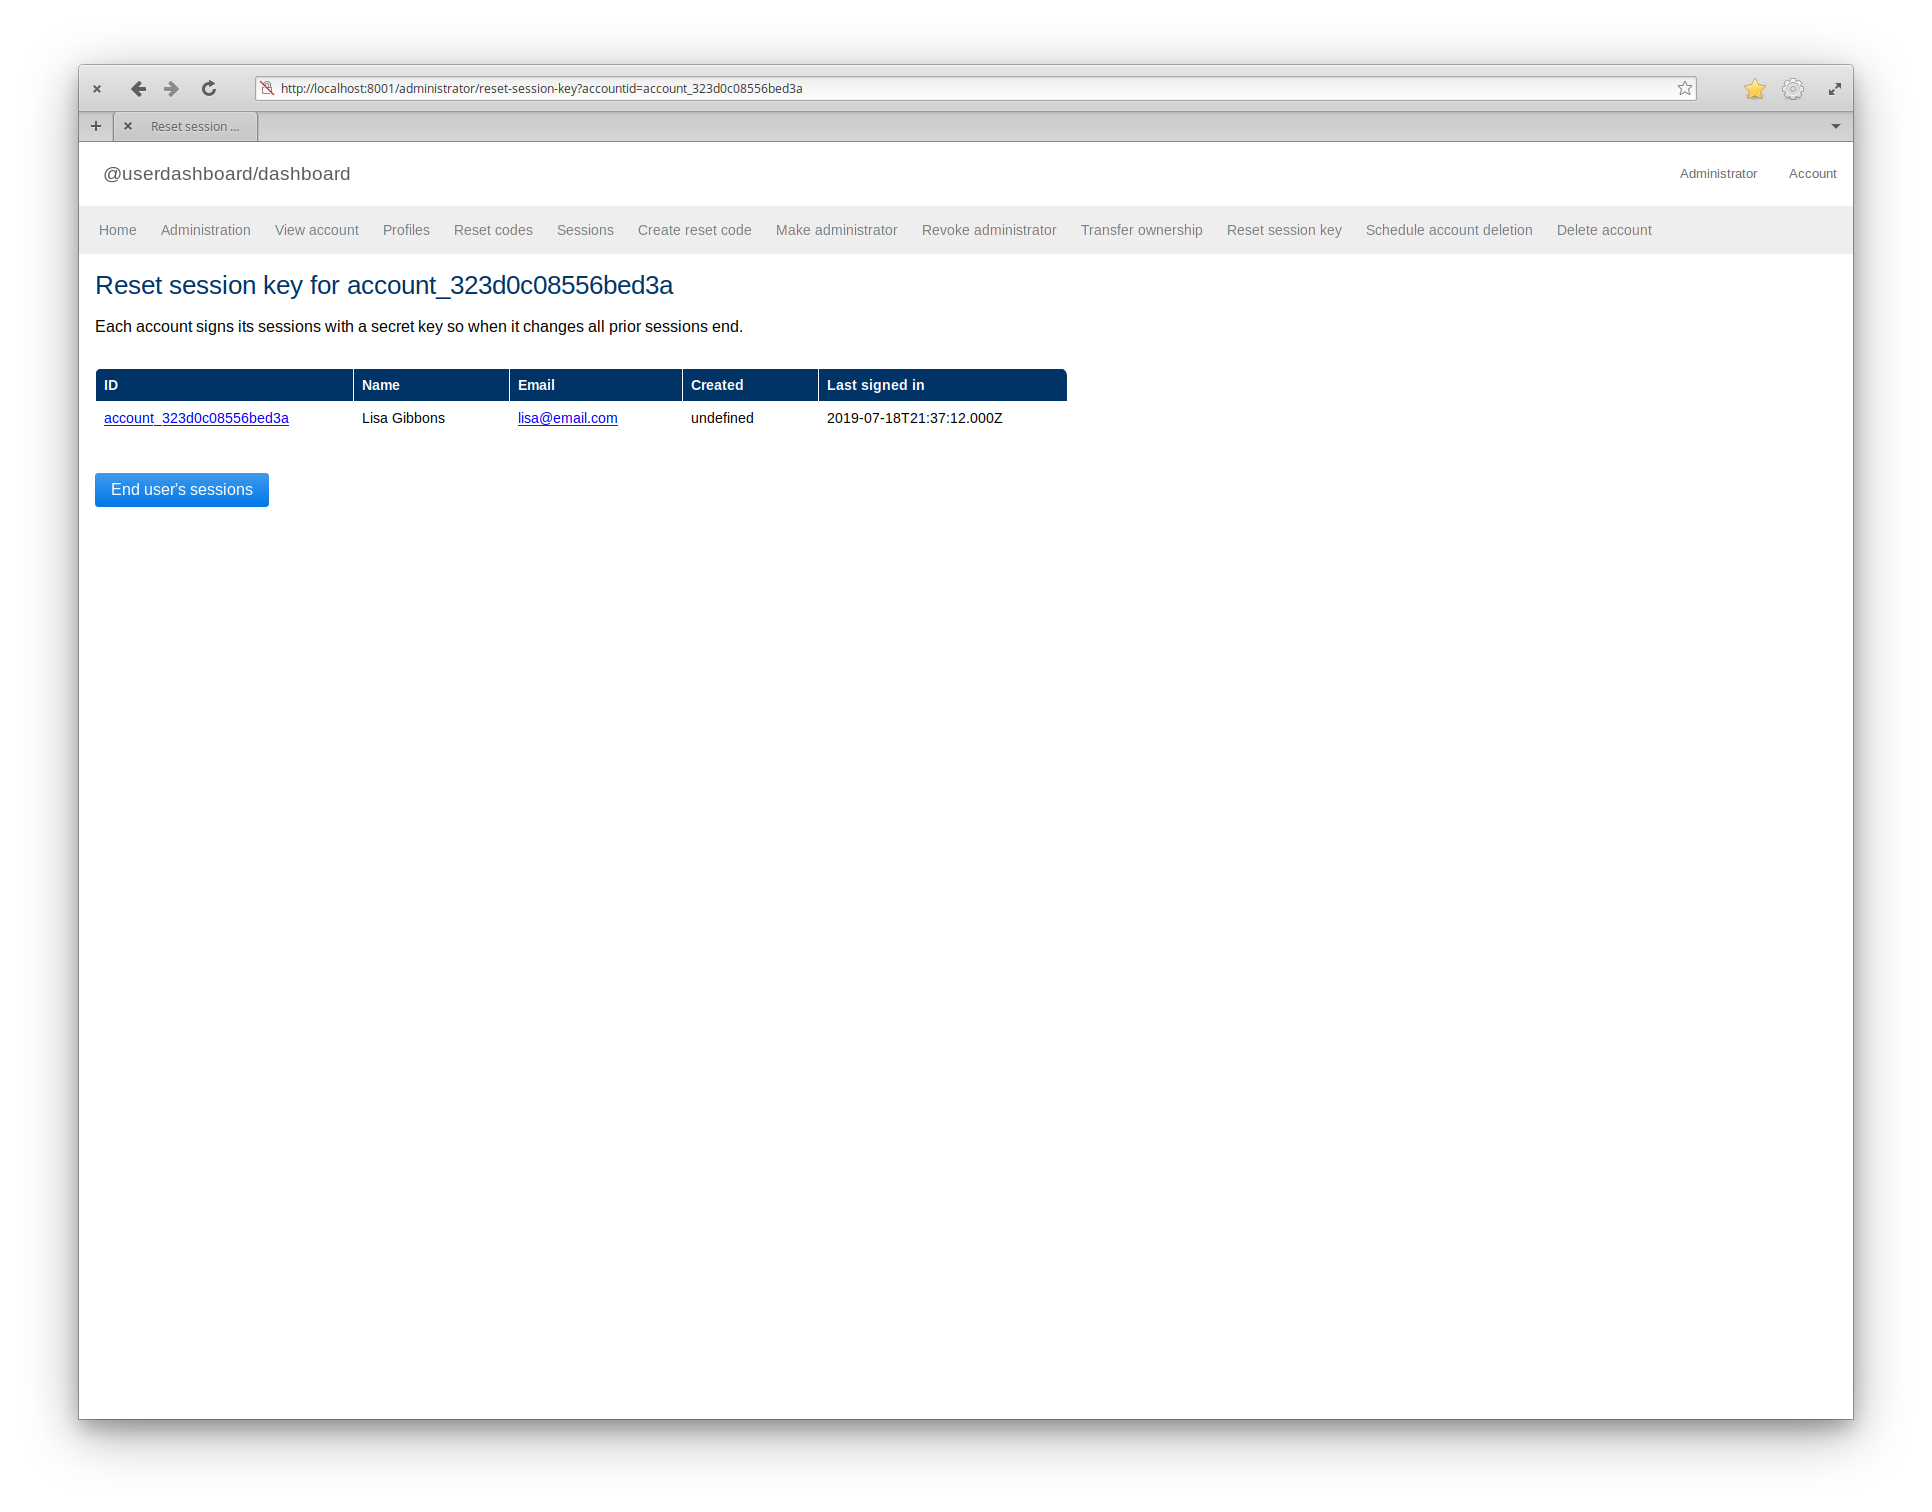 http://localhost:8001/administrator/reset-session-key?accountid=account_323d0c08556bed3a
Reset session ...
@userdashboard/dashboard Administrator Account
Home Administration View account Profiles Reset codes Sessions Create reset code Make administrator Revoke administrator Transfer ownership Reset session key Schedule account deletion Delete account
Reset session key for account_323d0c08556bed3a
Each account signs its sessions with a secret key so when it changes all prior sessions end.
ID Name Email Created Last signed in
account_323d0c08556bed3a Lisa Gibbons lisa@email.com undefined 2019-07-18T21:37:12.000Z
End user's sessions